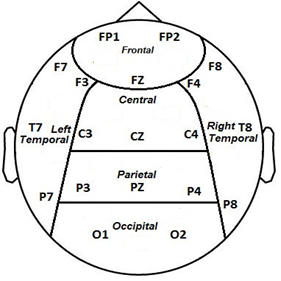 FP1 FP2
Frontal
F7 F8
F3 FZ F4
Central
T7 Left Right T8
Temporal Temporal
C3 CZ C4
Parietal
P7 P3 PZ P4 P8
Occipital
O1 O2